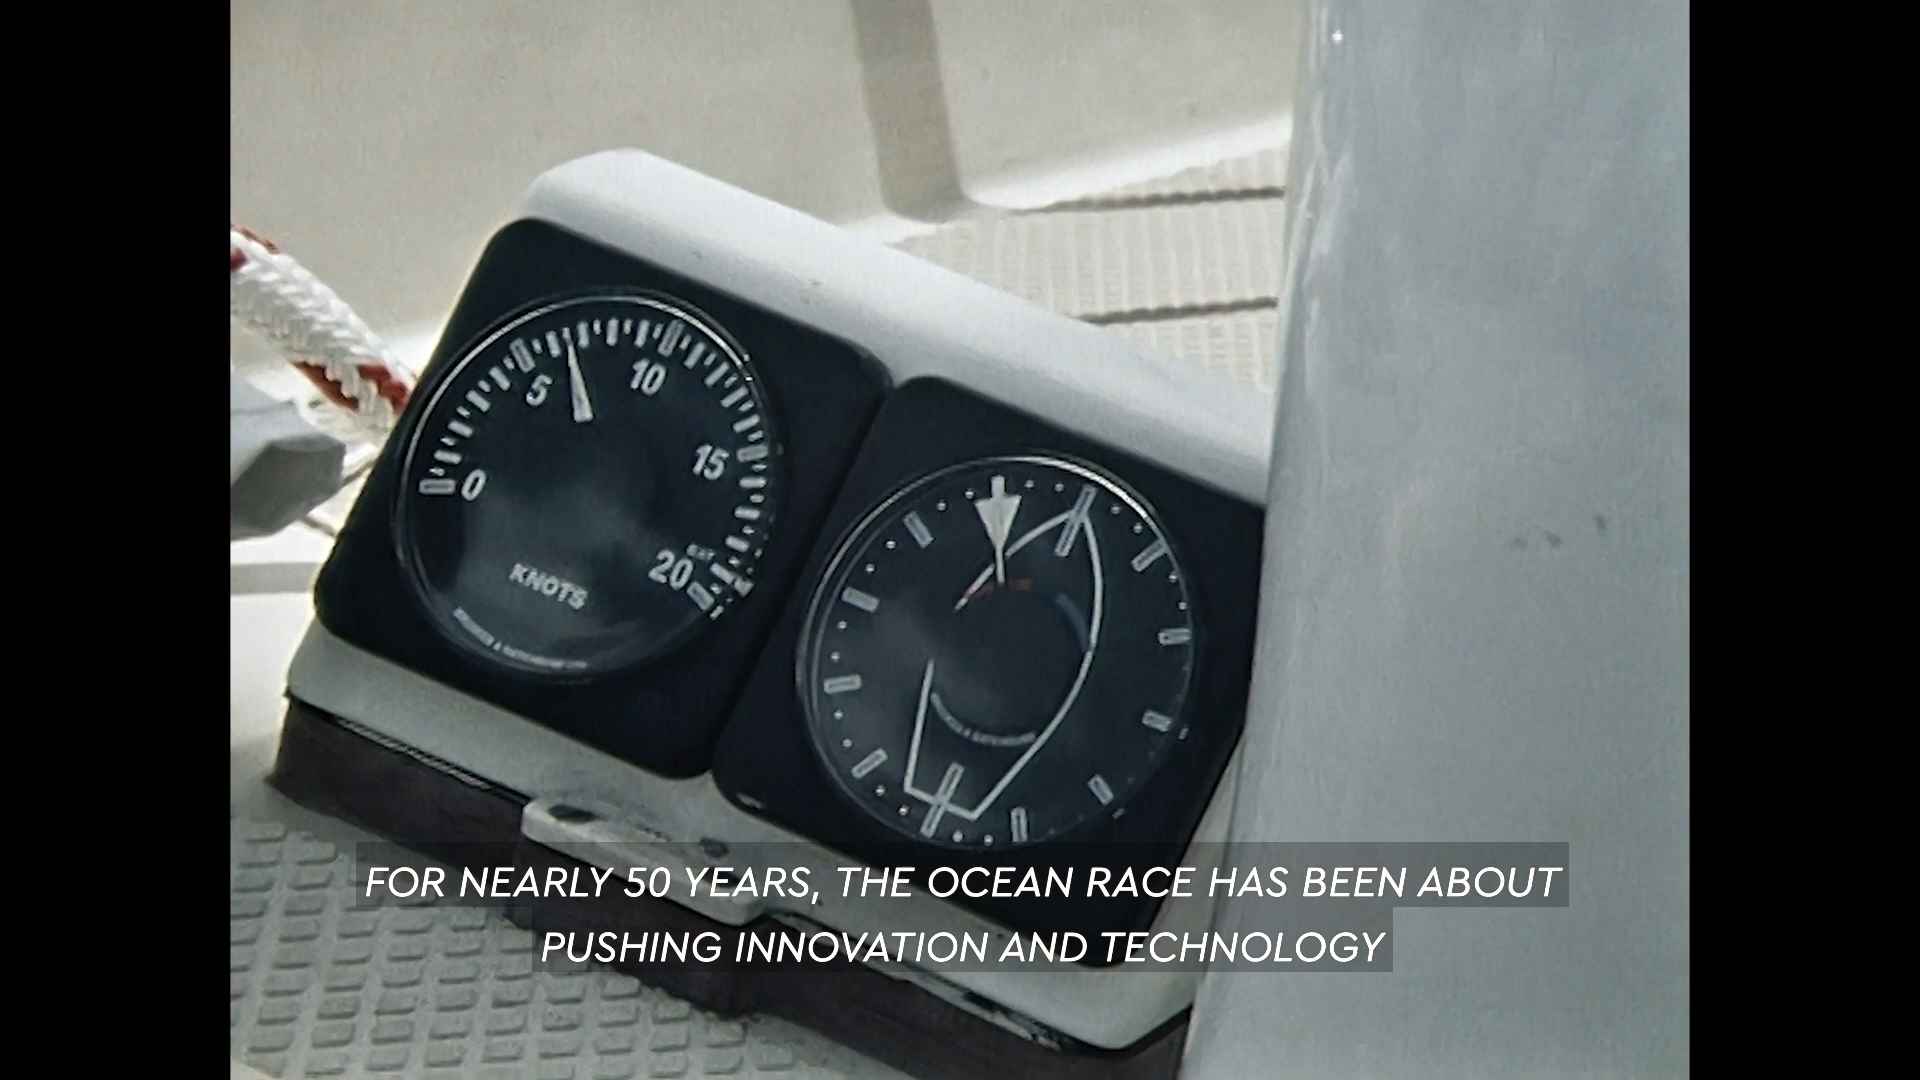 5
10
15
0
20
KNOTS
FOR NEARLY 50 YEARS, THE OCEAN RACE HAS BEEN ABOUT
PUSHING INNOVATION AND TECHNOLOGY